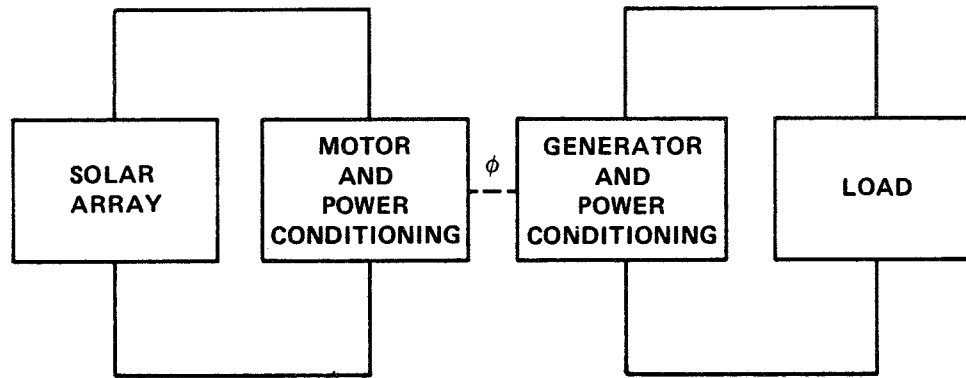 SOLAR
ARRAY
MOTOR
AND
POWER
CONDITIONING
ϕ
GENERATOR
AND
POWER
CONDITIONING
LOAD